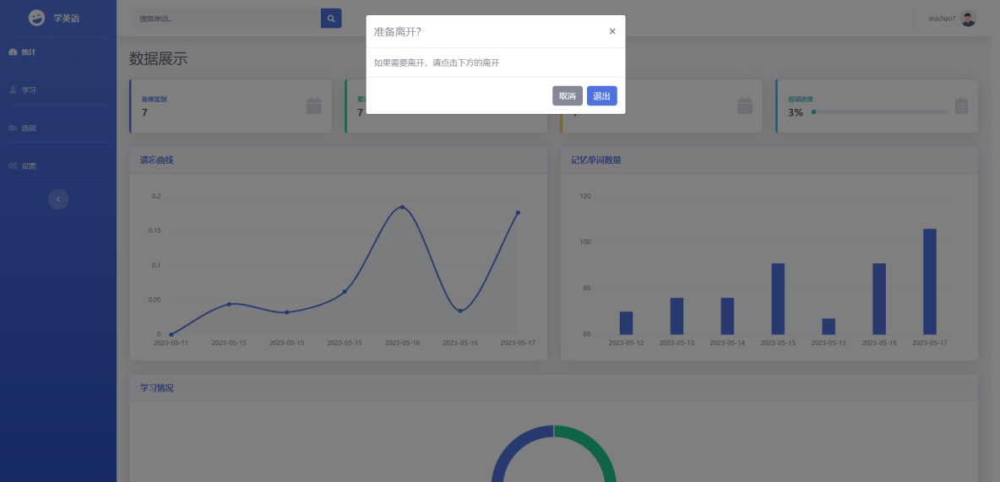 学英语
搜索单词...
machao7
准备离开?
×
如果需要离开，请点击下方的离开
取消
退出
统计
学习
选词
设置
数据展示
连续签到
7
7
词词进度
3%
遗忘曲线
0.2
0.15
0.1
0.05
0
2023-05-11 2023-05-15 2023-05-15 2023-05-15 2023-05-16 2023-05-16 2023-05-17
记忆单词数量
120
100
80
60
2023-05-12 2023-05-13 2023-05-14 2023-05-15 2023-05-15 2023-05-16 2023-05-17
学习情况